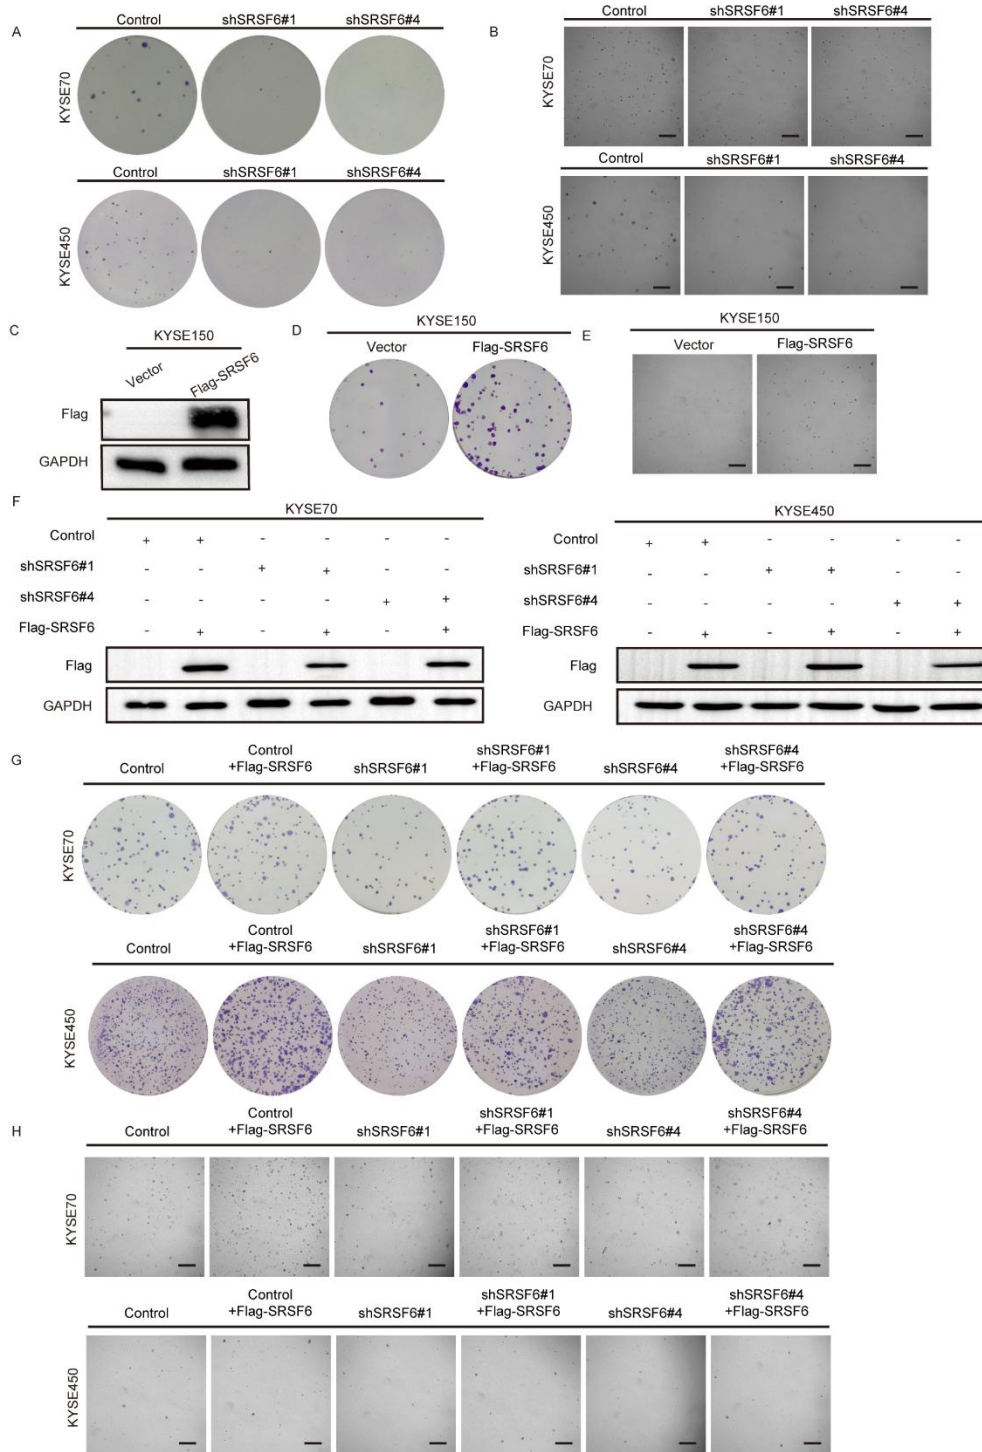 A
Control shSRSF6#1 shSRSF6#4
KYSE70
Control shSRSF6#1 shSRSF6#4
KYSE450
B
Control shSRSF6#1 shSRSF6#4
KYSE70
Control shSRSF6#1 shSRSF6#4
KYSE450
C
KYSE150
Vector Flag-SRSF6
Flag
GAPDH
D
KYSE150
Vector Flag-SRSF6
E
KYSE150
Vector Flag-SRSF6
F
KYSE70
Control + + - - - -
shSRSF6#1 - - + + - -
shSRSF6#4 - - - - + +
Flag-SRSF6 - + - + - +
Flag
GAPDH
KYSE450
Control + + - - - -
shSRSF6#1 - - + + - -
shSRSF6#4 - - - - + +
Flag-SRSF6 - + - + - +
Flag
GAPDH
G
Control Control +Flag-SRSF6 shSRSF6#1 shSRSF6#1 +Flag-SRSF6 shSRSF6#4 shSRSF6#4 +Flag-SRSF6
KYSE70
Control Control +Flag-SRSF6 shSRSF6#1 shSRSF6#1 +Flag-SRSF6 shSRSF6#4 shSRSF6#4 +Flag-SRSF6
KYSE450
H
Control Control +Flag-SRSF6 shSRSF6#1 shSRSF6#1 +Flag-SRSF6 shSRSF6#4 shSRSF6#4 +Flag-SRSF6
KYSE70
Control Control +Flag-SRSF6 shSRSF6#1 shSRSF6#1 +Flag-SRSF6 shSRSF6#4 shSRSF6#4 +Flag-SRSF6
KYSE450